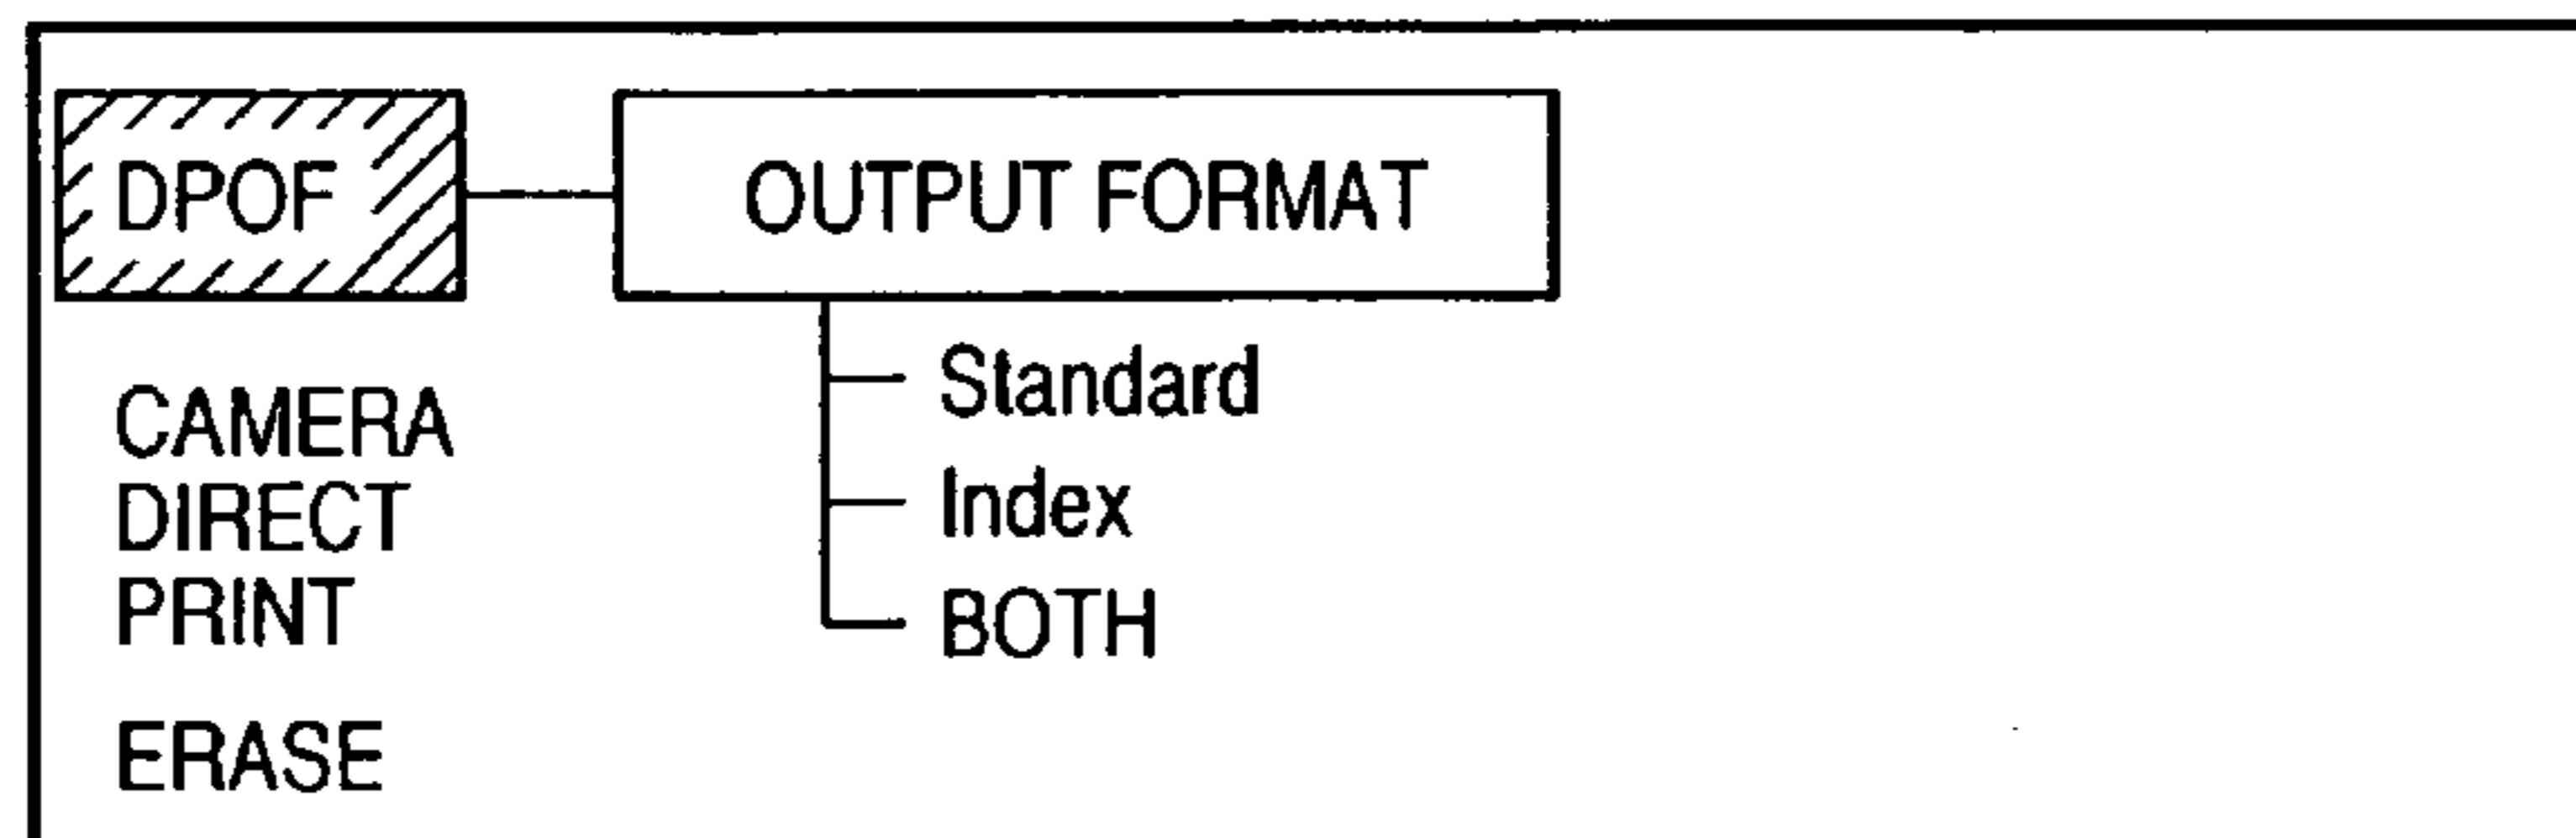 DPOF
OUTPUT FORMAT
Standard
Index
BOTH
CAMERA
DIRECT
PRINT
ERASE